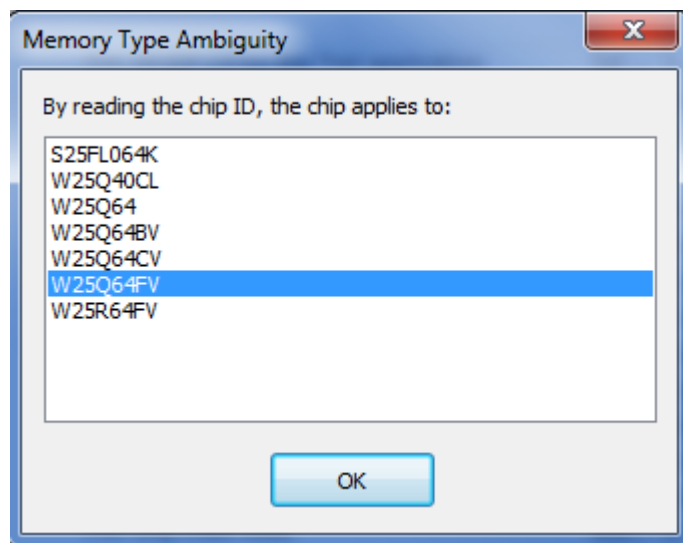 Memory Type Ambiguity
By reading the chip ID, the chip applies to:
S25FL064K
W25Q40CL
W25Q64
W25Q64BV
W25Q64CV
W25Q64FV
W25R64FV
OK